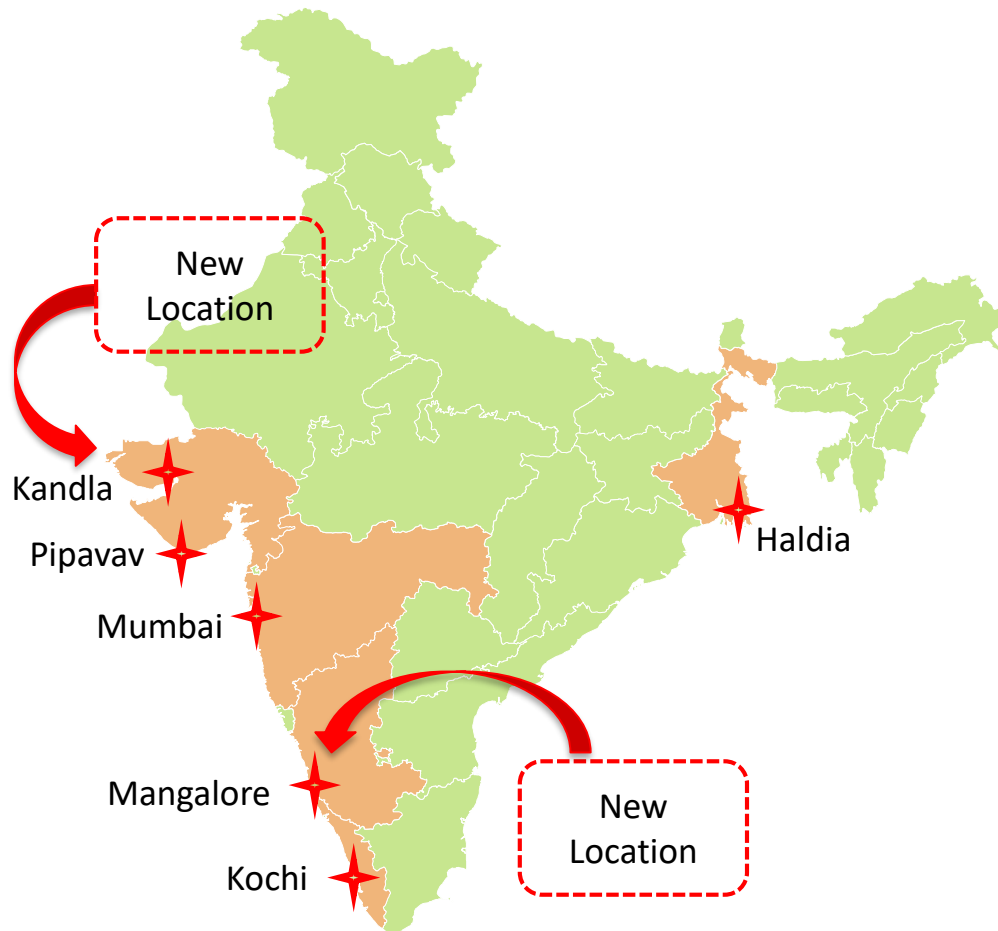 New
Location
Kandla
Pipavav
Haldia
Mumbai
Mangalore
New
Location
Kochi